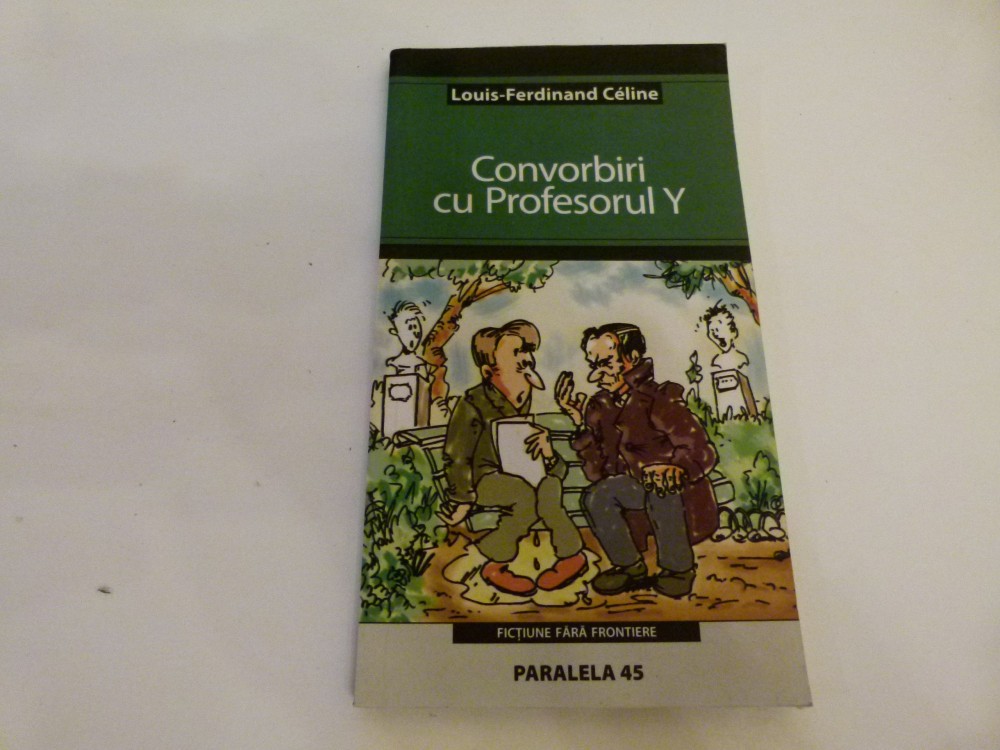 Louis-Ferdinand Céline
Convorbiri
cu Profesorul Y
FICȚIUNE FĂRĂ FRONTIERE
PARALELA 45